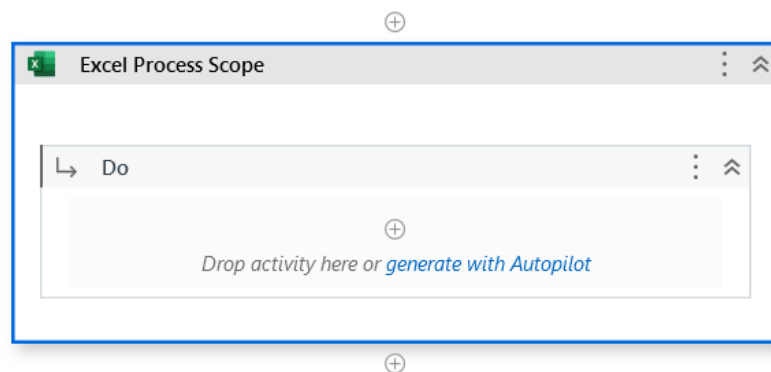 Excel Process Scope
Do
Drop activity here or generate with Autopilot